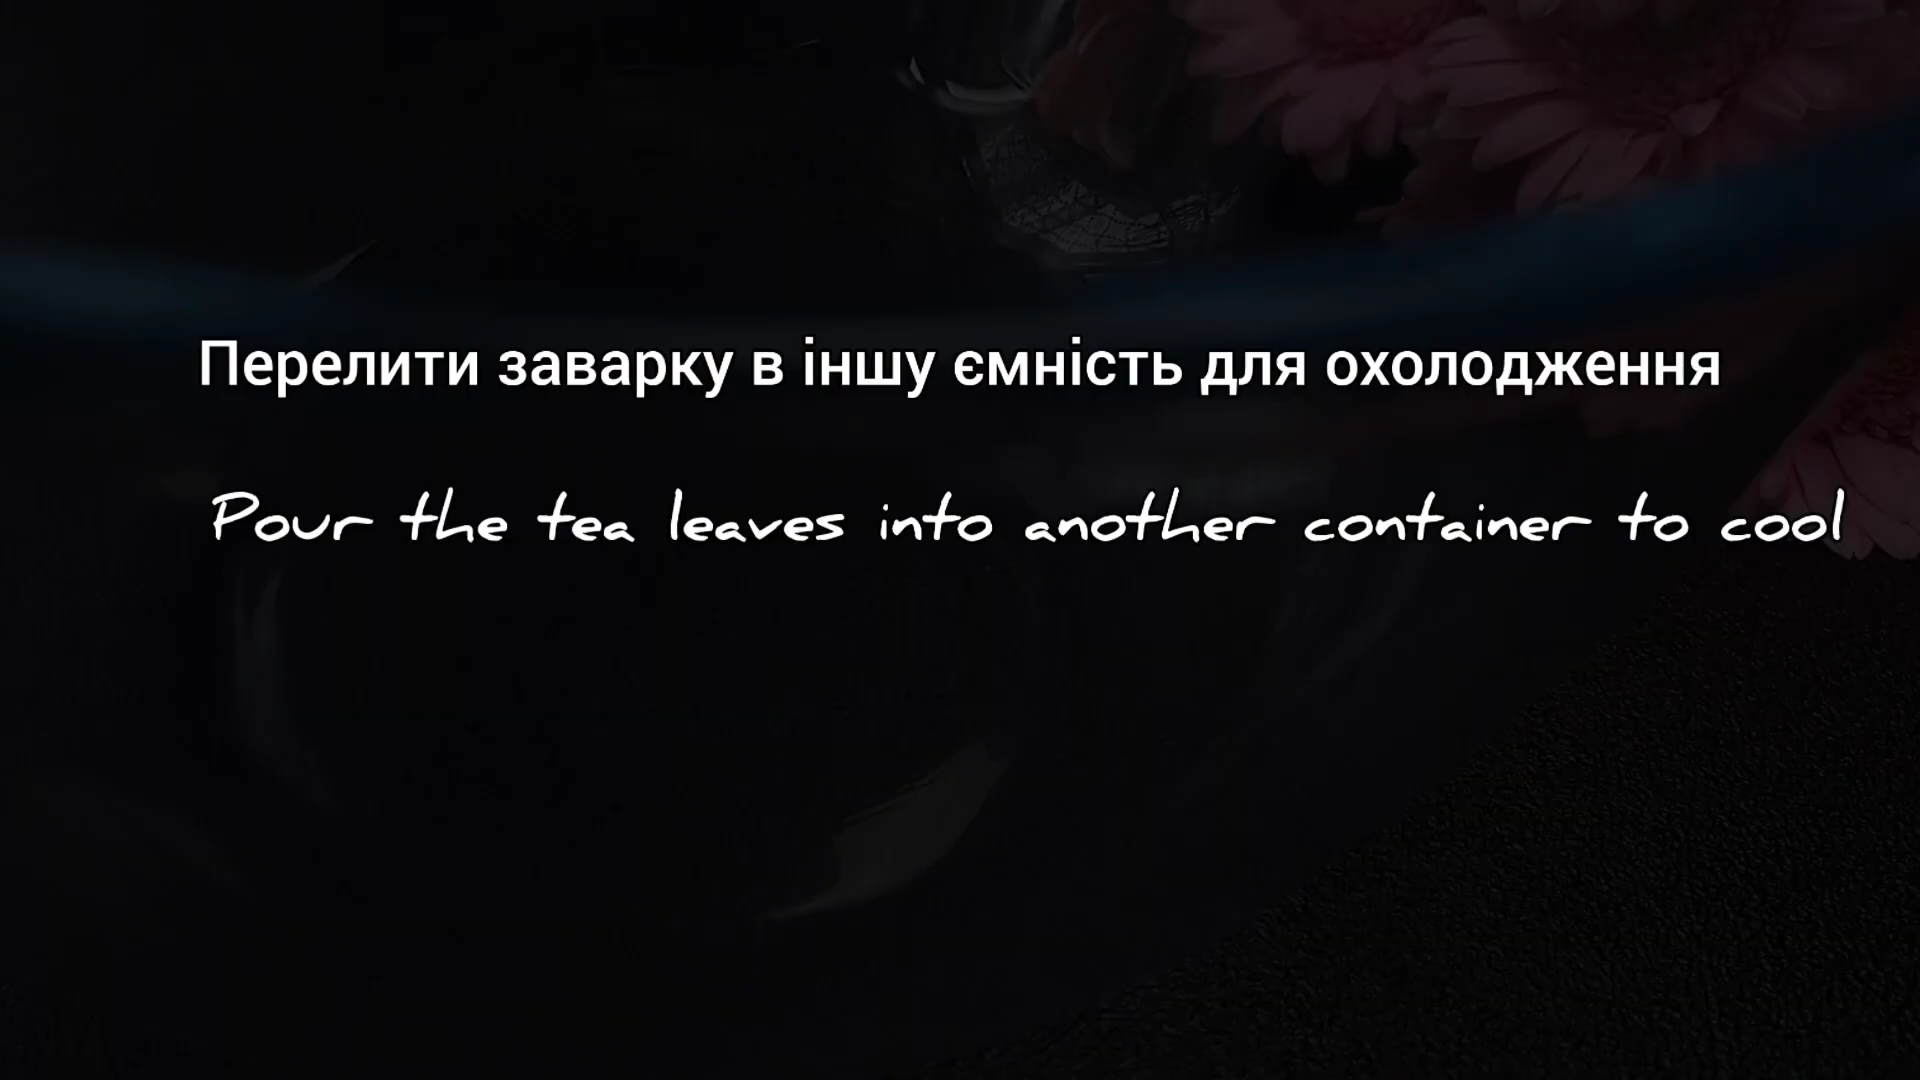 Перелити заварку в іншу ємність для охолодження
Pour the tea leaves into another container to cool